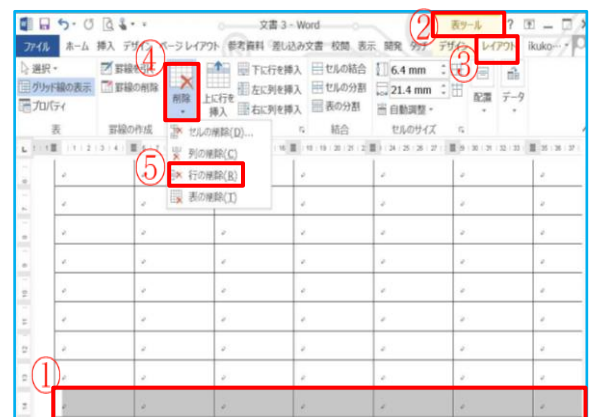 文書 3 - Word
② 表ツール ? - □
ファイル ホーム 挿入 デザイン ページ レイアウト 参考資料 差し込み文書 校閲 表示 開発 デザイン ③ レイアウト ikuko…
選択 罫線を引く ④ 削除 上に行を挿入 下に行を挿入 セルの結合 6.4 mm
グリッド線の表示 罫線の削除 左に列を挿入 セルの分割 21.4 mm 配置 データ
プロパティ 右に列を挿入 表の分割 自動調整
表 罫線の作成 結合 セルのサイズ
セルの削除(D)...
列の削除(C)
⑤ 行の削除(R)
表の削除(T)
①